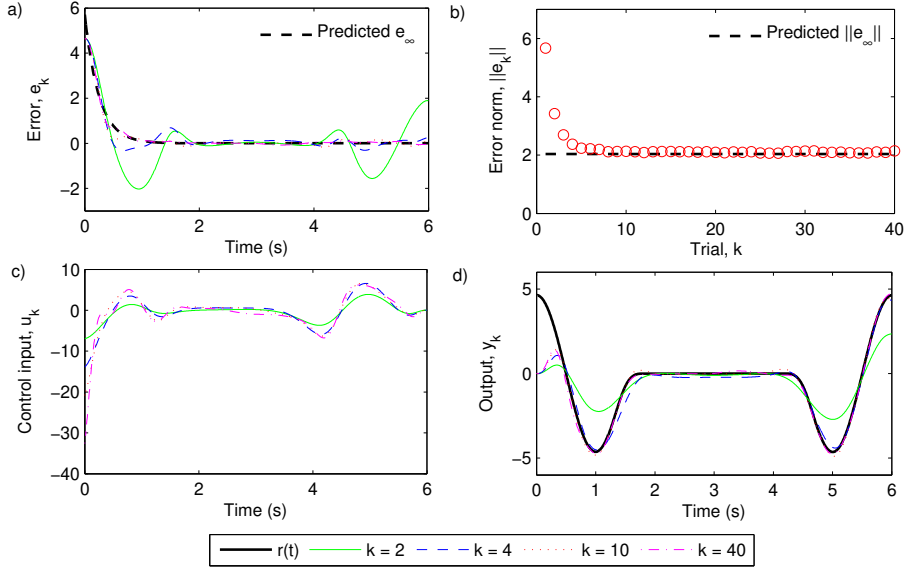 a)
Error, e_k
6
4
2
0
−2
0
2
4
6
Time (s)
Predicted e_∞
b)
Error norm, ||e_k||
6
4
2
0
0
10
20
30
40
Trial, k
Predicted ||e_∞||
c)
Control input, u_k
10
0
−10
−20
−30
−40
0
2
4
6
Time (s)
d)
Output, y_k
5
0
−5
0
1
2
5
3
4
5
6
Time (s)
r(t)
k = 2
k = 4
k = 10
k = 40